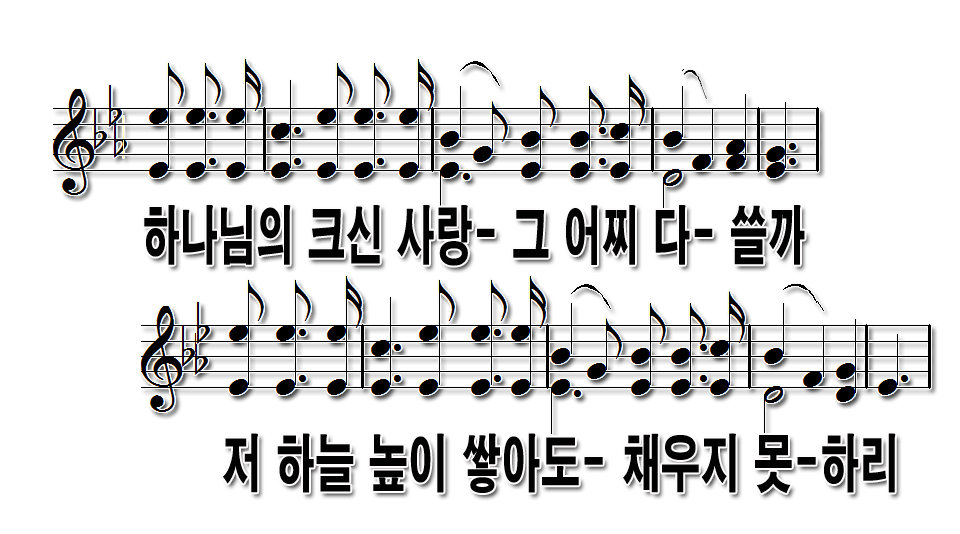 하나님의 크신 사랑- 그 어찌 다- 쓸까
저 하늘 높이 쌓아도- 채우지 못-하리